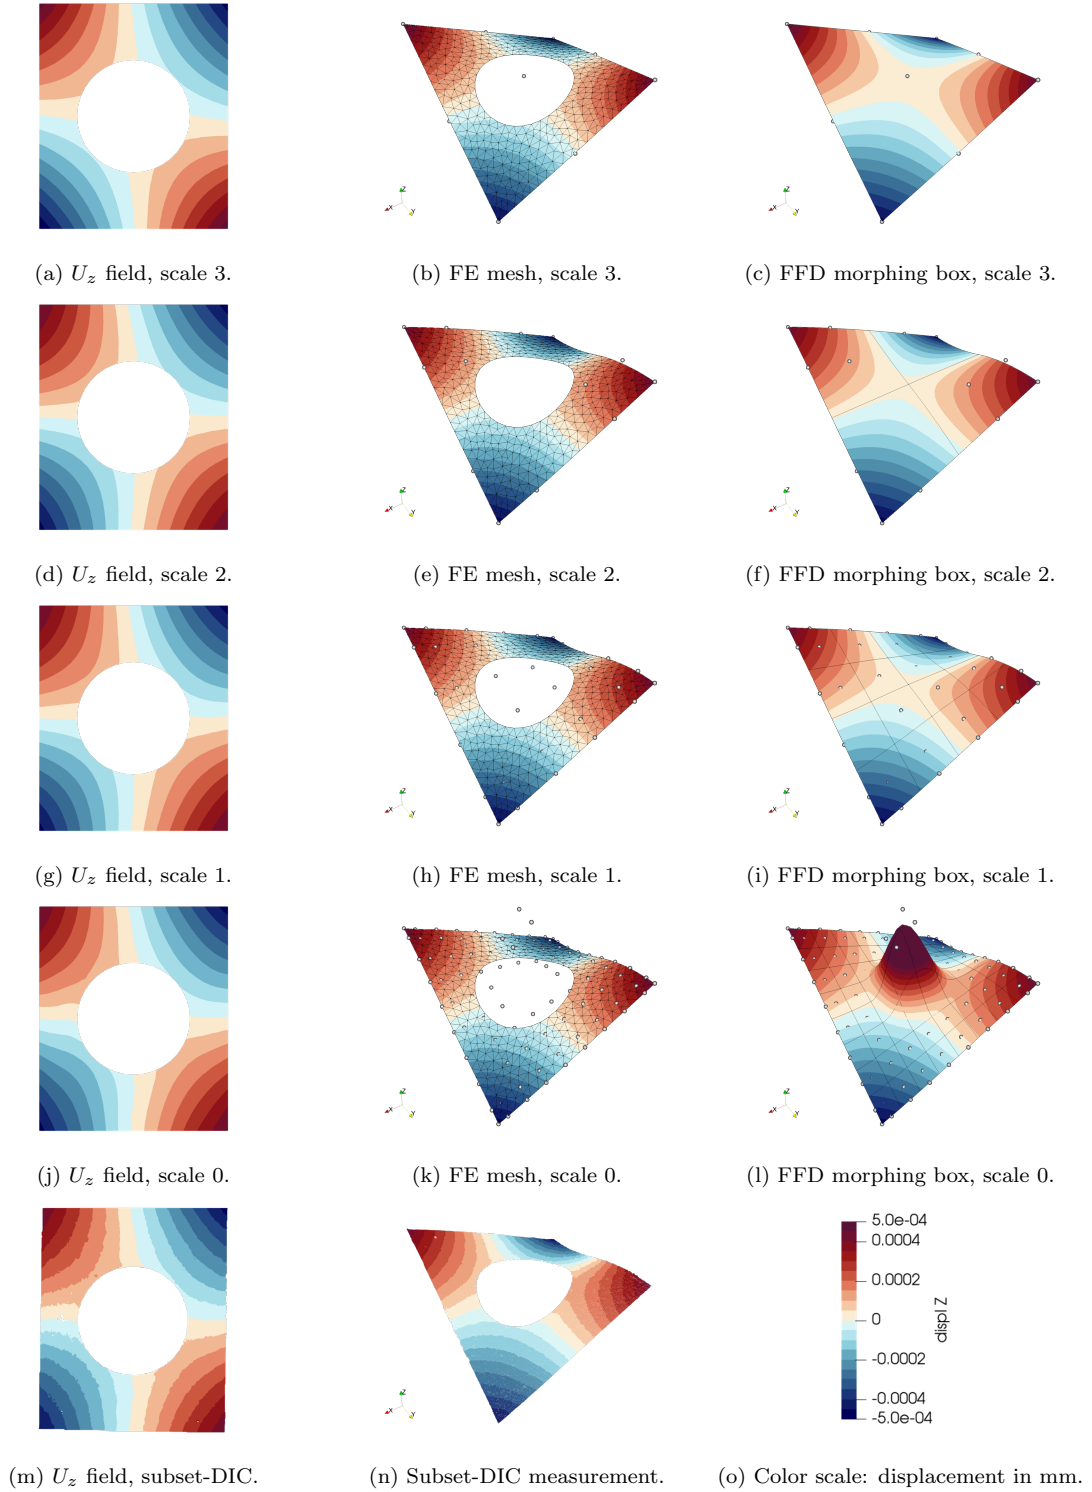 Z
X
Y
Z
X
Y
(a) Uz field, scale 3.
(b) FE mesh, scale 3.
(c) FFD morphing box, scale 3.
Z
X
Y
Z
X
Y
(d) Uz field, scale 2.
(e) FE mesh, scale 2.
(f) FFD morphing box, scale 2.
Z
X
Y
Z
X
Y
(g) Uz field, scale 1.
(h) FE mesh, scale 1.
(i) FFD morphing box, scale 1.
Z
X
Y
Z
X
Y
(j) Uz field, scale 0.
(k) FE mesh, scale 0.
(l) FFD morphing box, scale 0.
Z
X
Y
5.0e-04
0.0004
0.0002
0
-0.0002
-0.0004
-5.0e-04
displ Z
(m) Uz field, subset-DIC.
(n) Subset-DIC measurement.
(o) Color scale: displacement in mm.